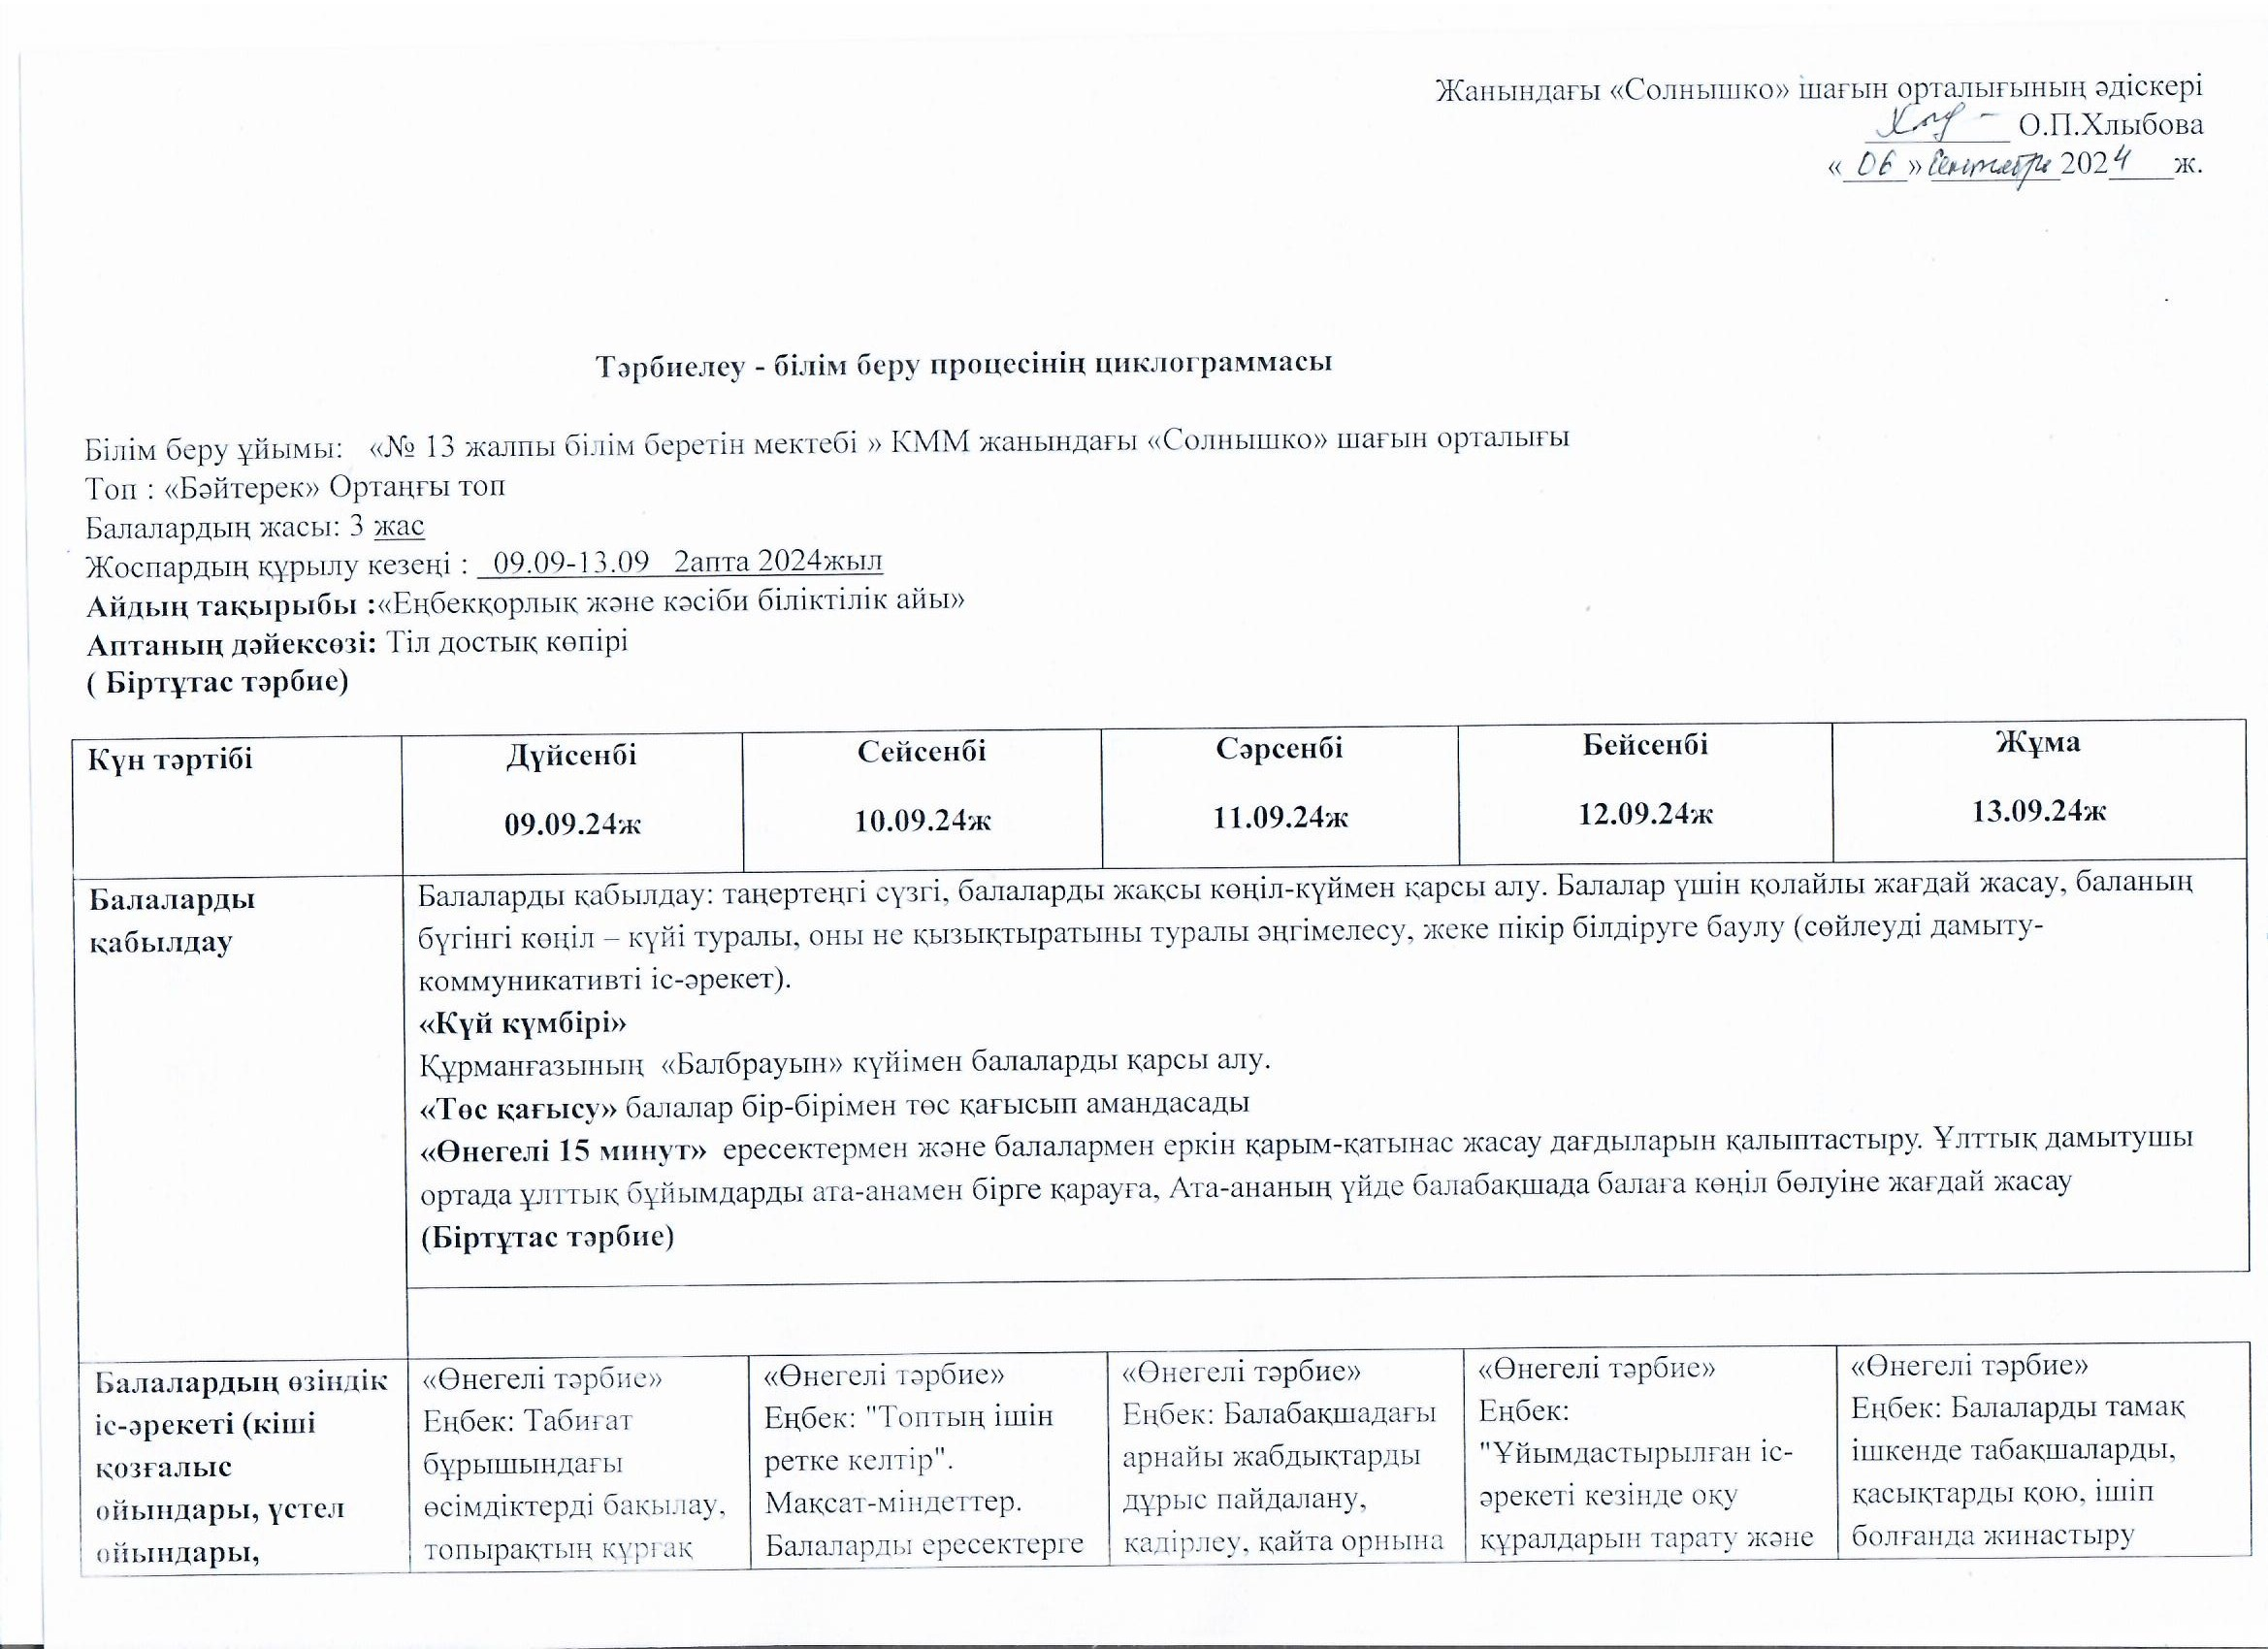 Жанындағы «Солнышко» шағын орталығының әдіскері
О.П.Хлыбова
« 06 » сентября 2024 ж.
Тәрбиелеу - білім беру процесінің циклограммасы
Білім беру ұйымы: «№ 13 жалпы білім беретін мектебі » КММ жанындағы «Солнышко» шағын орталығы
Топ : «Бәйтерек» Ортаңғы топ
Балалардың жасы: 3 жас
Жоспардың құрылу кезеңі : 09.09-13.09 2апта 2024жыл
Айдың тақырыбы :«Еңбекқорлық және кәсіби біліктілік айы»
Аптаның дәйексөзі: Тіл достық көпірі
( Біртұтас тәрбие)
Күн тәртібі
Дүйсенбі
09.09.24ж
Сейсенбі
10.09.24ж
Сәрсенбі
11.09.24ж
Бейсенбі
12.09.24ж
Жұма
13.09.24ж
Балаларды
қабылдау
Балаларды қабылдау: таңертеңгі сүзгі, балаларды жақсы көңіл-күймен қарсы алу. Балалар үшін қолайлы жағдай жасау, баланың
бүгінгі көңіл – күйі туралы, оны не қызықтыратыны туралы әңгімелесу, жеке пікір білдіруге баулу (сөйлеуді дамыту-
коммуникативті іс-әрекет).
«Күй күмбірі»
Құрманғазының «Балбрауын» күйімен балаларды қарсы алу.
«Төс қағысу» балалар бір-бірімен төс қағысып амандасады
«Өнегелі 15 минут» ересектермен және балалармен еркін қарым-қатынас жасау дағдыларын қалыптастыру. Ұлттық дамытушы
ортада ұлттық бұйымдарды ата-анамен бірге қарауға, Ата-ананың үйде балабақшада балаға көңіл бөлуіне жағдай жасау
(Біртұтас тәрбие)
Балалардың өзіндік
іс-әрекеті (кіші
қозғалыс
ойындары, үстел
ойындары,
«Өнегелі тәрбие»
Еңбек: Табиғат
бұрышындағы
өсімдіктерді бақылау,
топырақтың құрғақ
«Өнегелі тәрбие»
Еңбек: "Топтың ішін
ретке келтір".
Мақсат-міндеттер.
Балаларды ересектерге
«Өнегелі тәрбие»
Еңбек: Балабақшадағы
арнайы жабдықтарды
дұрыс пайдалану,
қадірлеу, қайта орнына
«Өнегелі тәрбие»
Еңбек:
"Ұйымдастырылған іс-
әрекеті кезінде оқу
құралдарын тарату және
«Өнегелі тәрбие»
Еңбек: Балаларды тамақ
ішкенде табақшаларды,
қасықтарды қою, ішіп
болғанда жинастыру